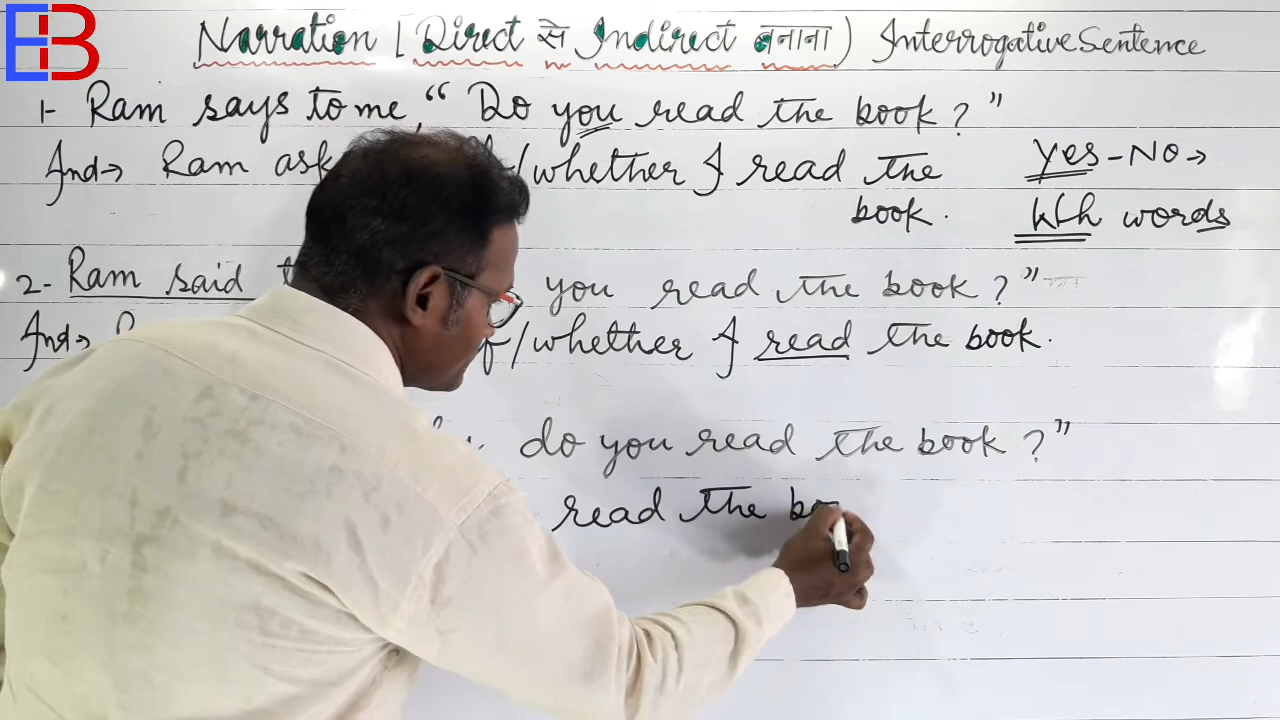 EB
Narration [Direct से Indirect बनाना) Interrogative Sentence
1- Ram says to me, " Do you read the book ? "
Ind→ Ram ask /whether I read the book.
Yes-No→
Wh words
2- Ram said you read the book ? "
Ind→ /whether I read the book.
do you read the book ? "
read the